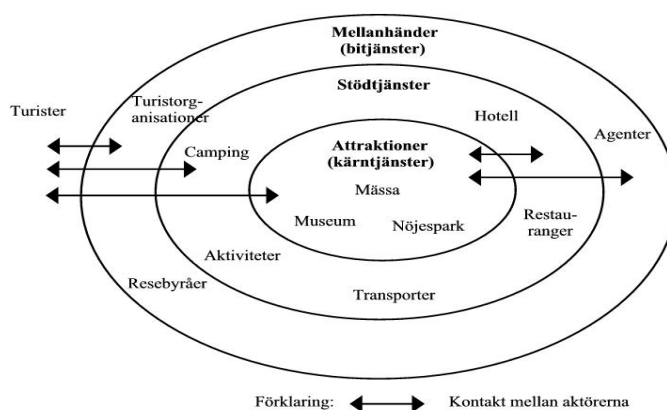 Mellanhänder
(bitjänster)
Stödtjänster
Turister
Turistorg-
anisationer
Hotell
Agenter
Camping
Attraktioner
(kärntjänster)
Mässa
Museum
Nöjespark
Restau-
ranger
Aktiviteter
Resebyråer
Transporter
Förklaring:
Kontakt mellan aktörerna